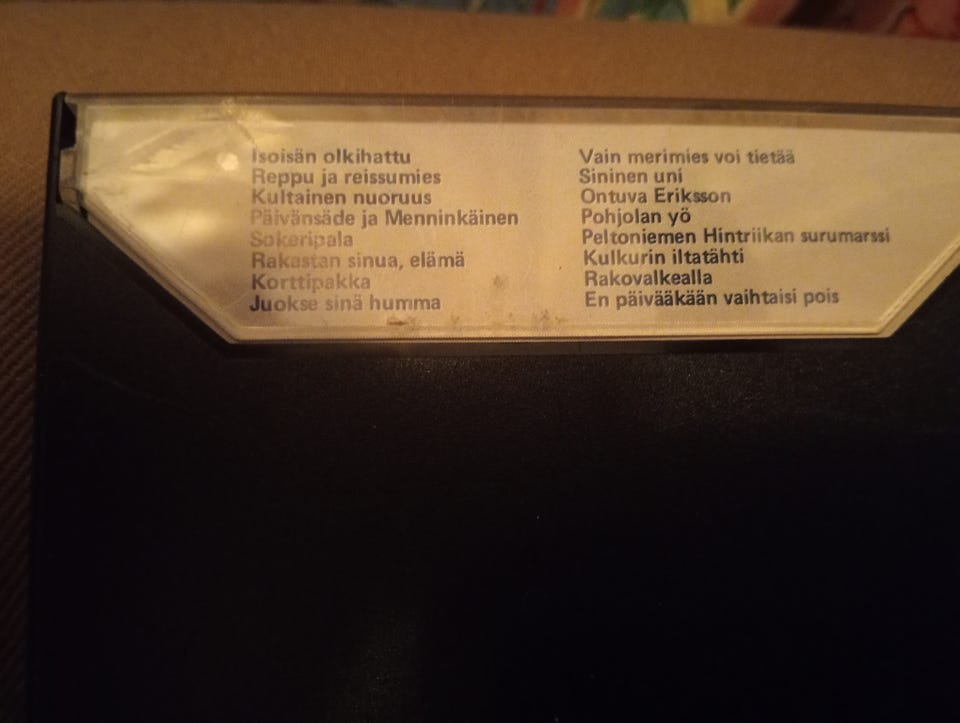 Isoisän olkihattu
Reppu ja reissumies
Kultainen nuoruus
Päivänsäde ja Menninkäinen
Sokeripala
Rakastan sinua, elämä
Korttipakka
Juokse sinä humma
Vain merimies voi tietää
Sininen uni
Ontuva Eriksson
Pohjolan yö
Peltoniemen Hintriikan surumarssi
Kulkurin iltatähti
Rakovalkealla
En päivääkään vaihtaisi pois